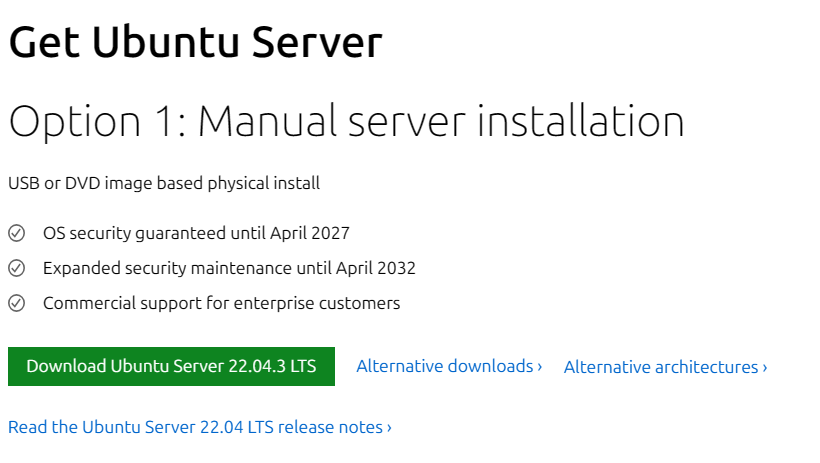 Get Ubuntu Server
Option 1: Manual server installation
USB or DVD image based physical install
OS security guaranteed until April 2027
Expanded security maintenance until April 2032
Commercial support for enterprise customers
Download Ubuntu Server 22.04.3 LTS Alternative downloads › Alternative architectures ›
Read the Ubuntu Server 22.04 LTS release notes ›